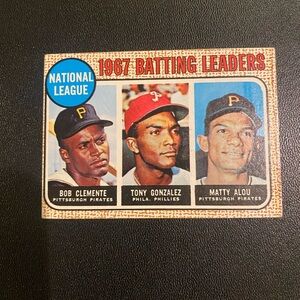 1967 BATTING LEADERS
NATIONAL
LEAGUE
P
P
P
BOB CLEMENTE
PITTSBURGH PIRATES
TONY GONZALEZ
PHILA. PHILLIES
MATTY ALOU
PITTSBURGH PIRATES